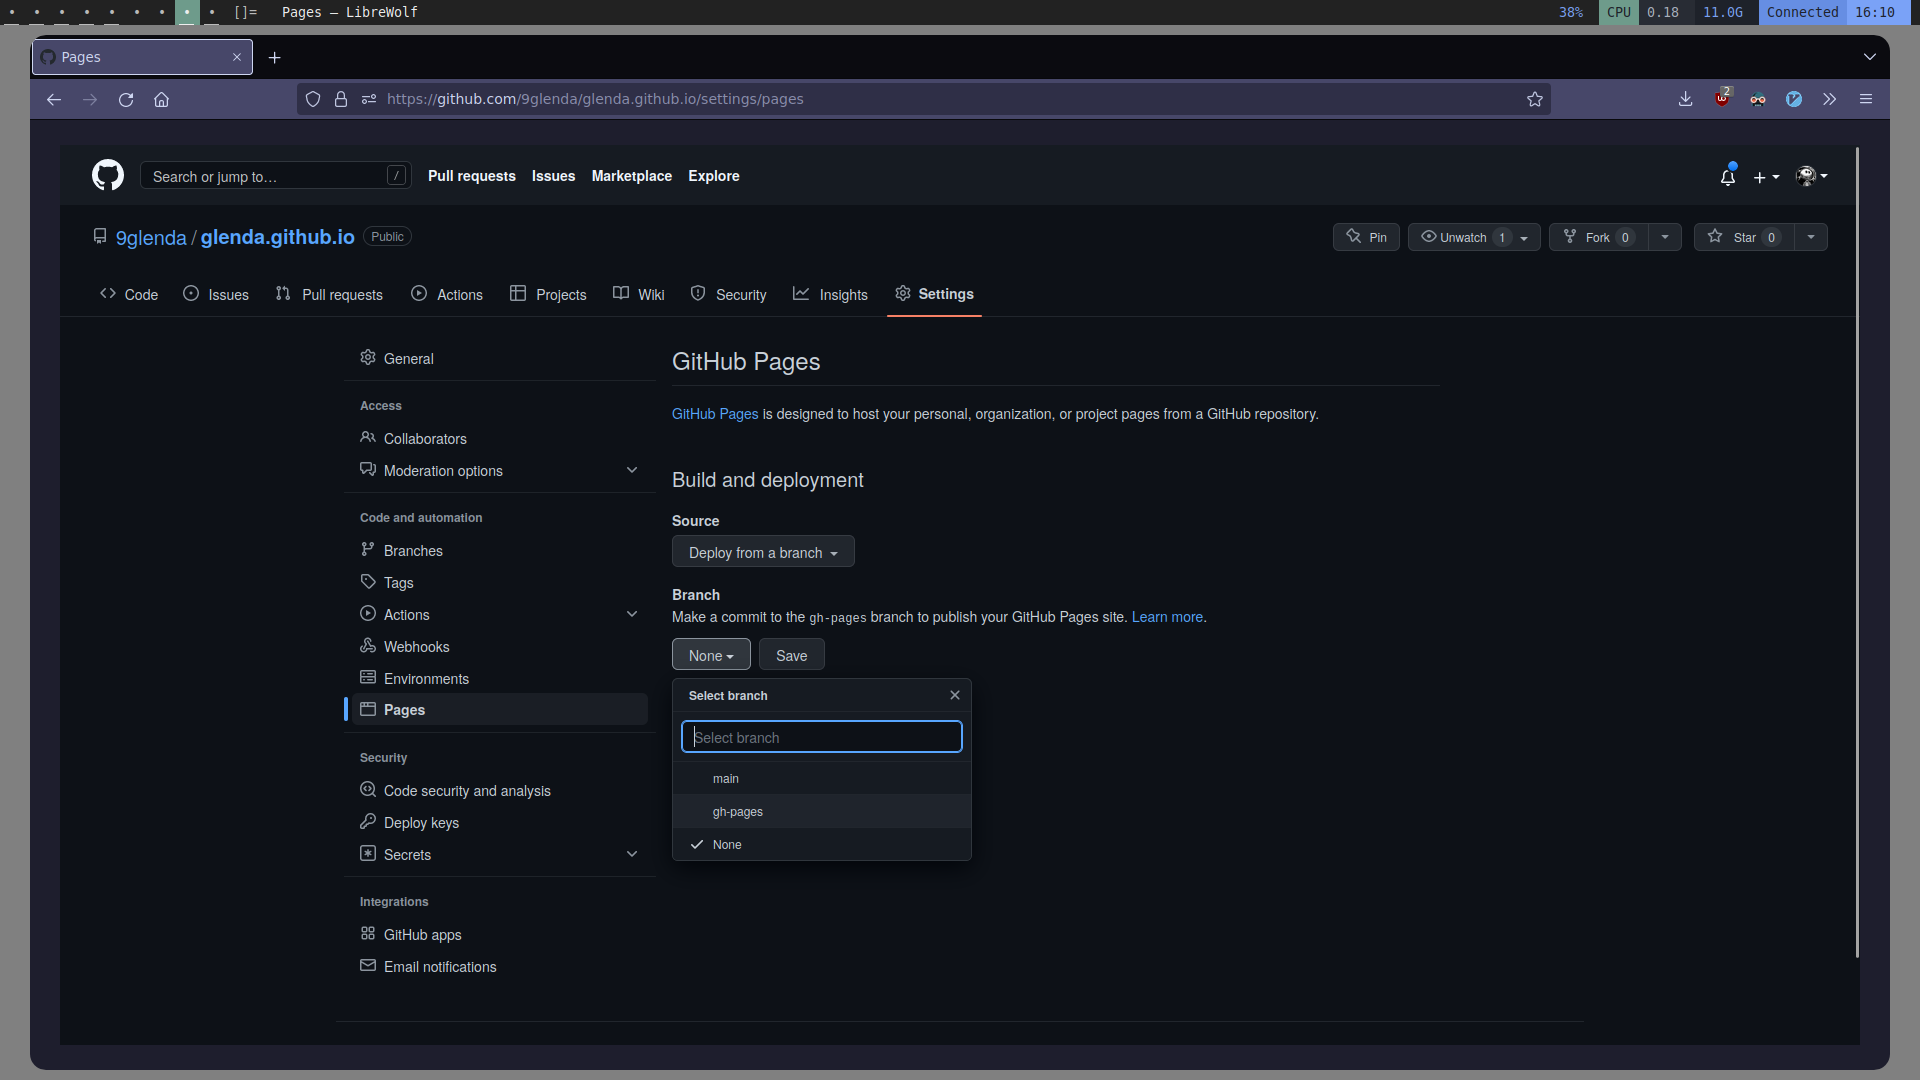 []= Pages — LibreWolf 38% CPU 0.18 11.0G Connected 16:10
Pages
https://github.com/9glenda/glenda.github.io/settings/pages 2
Search or jump to… / Pull requests Issues Marketplace Explore
9glenda / glenda.github.io Public Pin Unwatch 1 Fork 0 Star 0
Code Issues Pull requests Actions Projects Wiki Security Insights Settings
General
Access
Collaborators
Moderation options
Code and automation
Branches
Tags
Actions
Webhooks
Environments
Pages
Security
Code security and analysis
Deploy keys
Secrets
Integrations
GitHub apps
Email notifications
GitHub Pages
GitHub Pages is designed to host your personal, organization, or project pages from a GitHub repository.
Build and deployment
Source
Deploy from a branch
Branch
Make a commit to the gh-pages branch to publish your GitHub Pages site. Learn more.
None Save
Select branch
Select branch
main
gh-pages
None